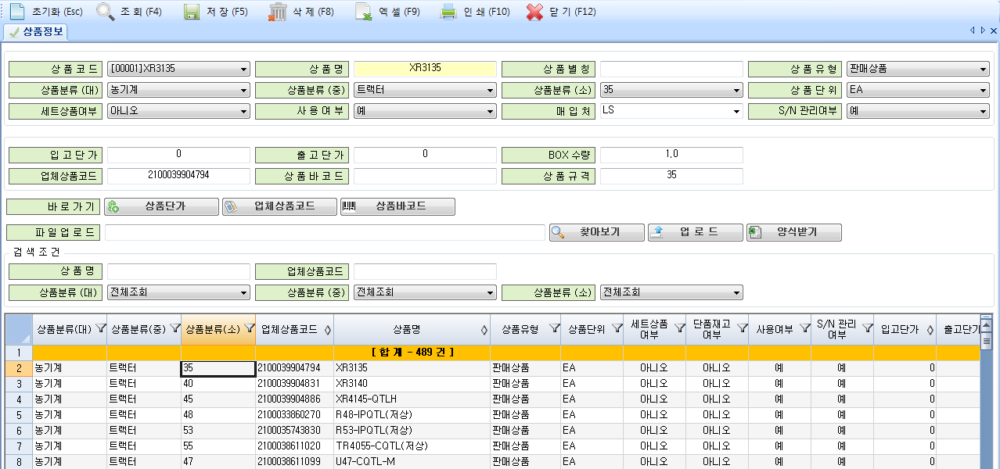 초기화 (Esc) 조 회 (F4) 저 장 (F5) 삭 제 (F8) 엑 셀 (F9) 인 쇄 (F10) 닫 기 (F12)
상품정보
상 품 코 드 [00001]XR3135 상 품 명 XR3135 상 품 별 칭 상 품 유 형 판매상품
상품분류 (대) 농기계 상품분류 (중) 트랙터 상품분류 (소) 35 상 품 단 위 EA
세트상품여부 아니오 사 용 여 부 예 매 입 처 LS S/N 관리여부 예
입 고 단 가 0 출 고 단 가 0 BOX 수량 1.0
업체상품코드 2100039904794 상 품 바 코 드 상 품 규 격 35
바 로 가 기 상품단가 업체상품코드 상품바코드
파 일 업 로 드 찾아보기 업 로 드 양식받기
검 색 조 건
상 품 명 업체상품코드
상품분류 (대) 전체조회 상품분류 (중) 전체조회 상품분류 (소) 전체조회
상품분류(대) 상품분류(중) 상품분류(소) 업체상품코드 상품명 상품유형 상품단위 세트상품 여부 단품재고 여부 사용여부 S/N 관리 여부 입고단가 출고단가
1 [ 합 계 - 489 건 ]
2 농기계 트랙터 35 2100039904794 XR3135 판매상품 EA 아니오 아니오 예 예 0
3 농기계 트랙터 40 2100039904831 XR3140 판매상품 EA 아니오 아니오 예 예 0
4 농기계 트랙터 45 2100039904886 XR4145-QTLH 판매상품 EA 아니오 아니오 예 예 0
5 농기계 트랙터 48 2100033860270 R48-IPQTL(저상) 판매상품 EA 아니오 아니오 예 예 0
6 농기계 트랙터 53 2100035743830 R53-IPQTL(저상) 판매상품 EA 아니오 아니오 예 예 0
7 농기계 트랙터 55 2100038611020 TR4055-CQTL(저상) 판매상품 EA 아니오 아니오 예 예 0
8 농기계 트랙터 47 2100038611099 U47-CQTL-M 판매상품 EA 아니오 아니오 예 예 0